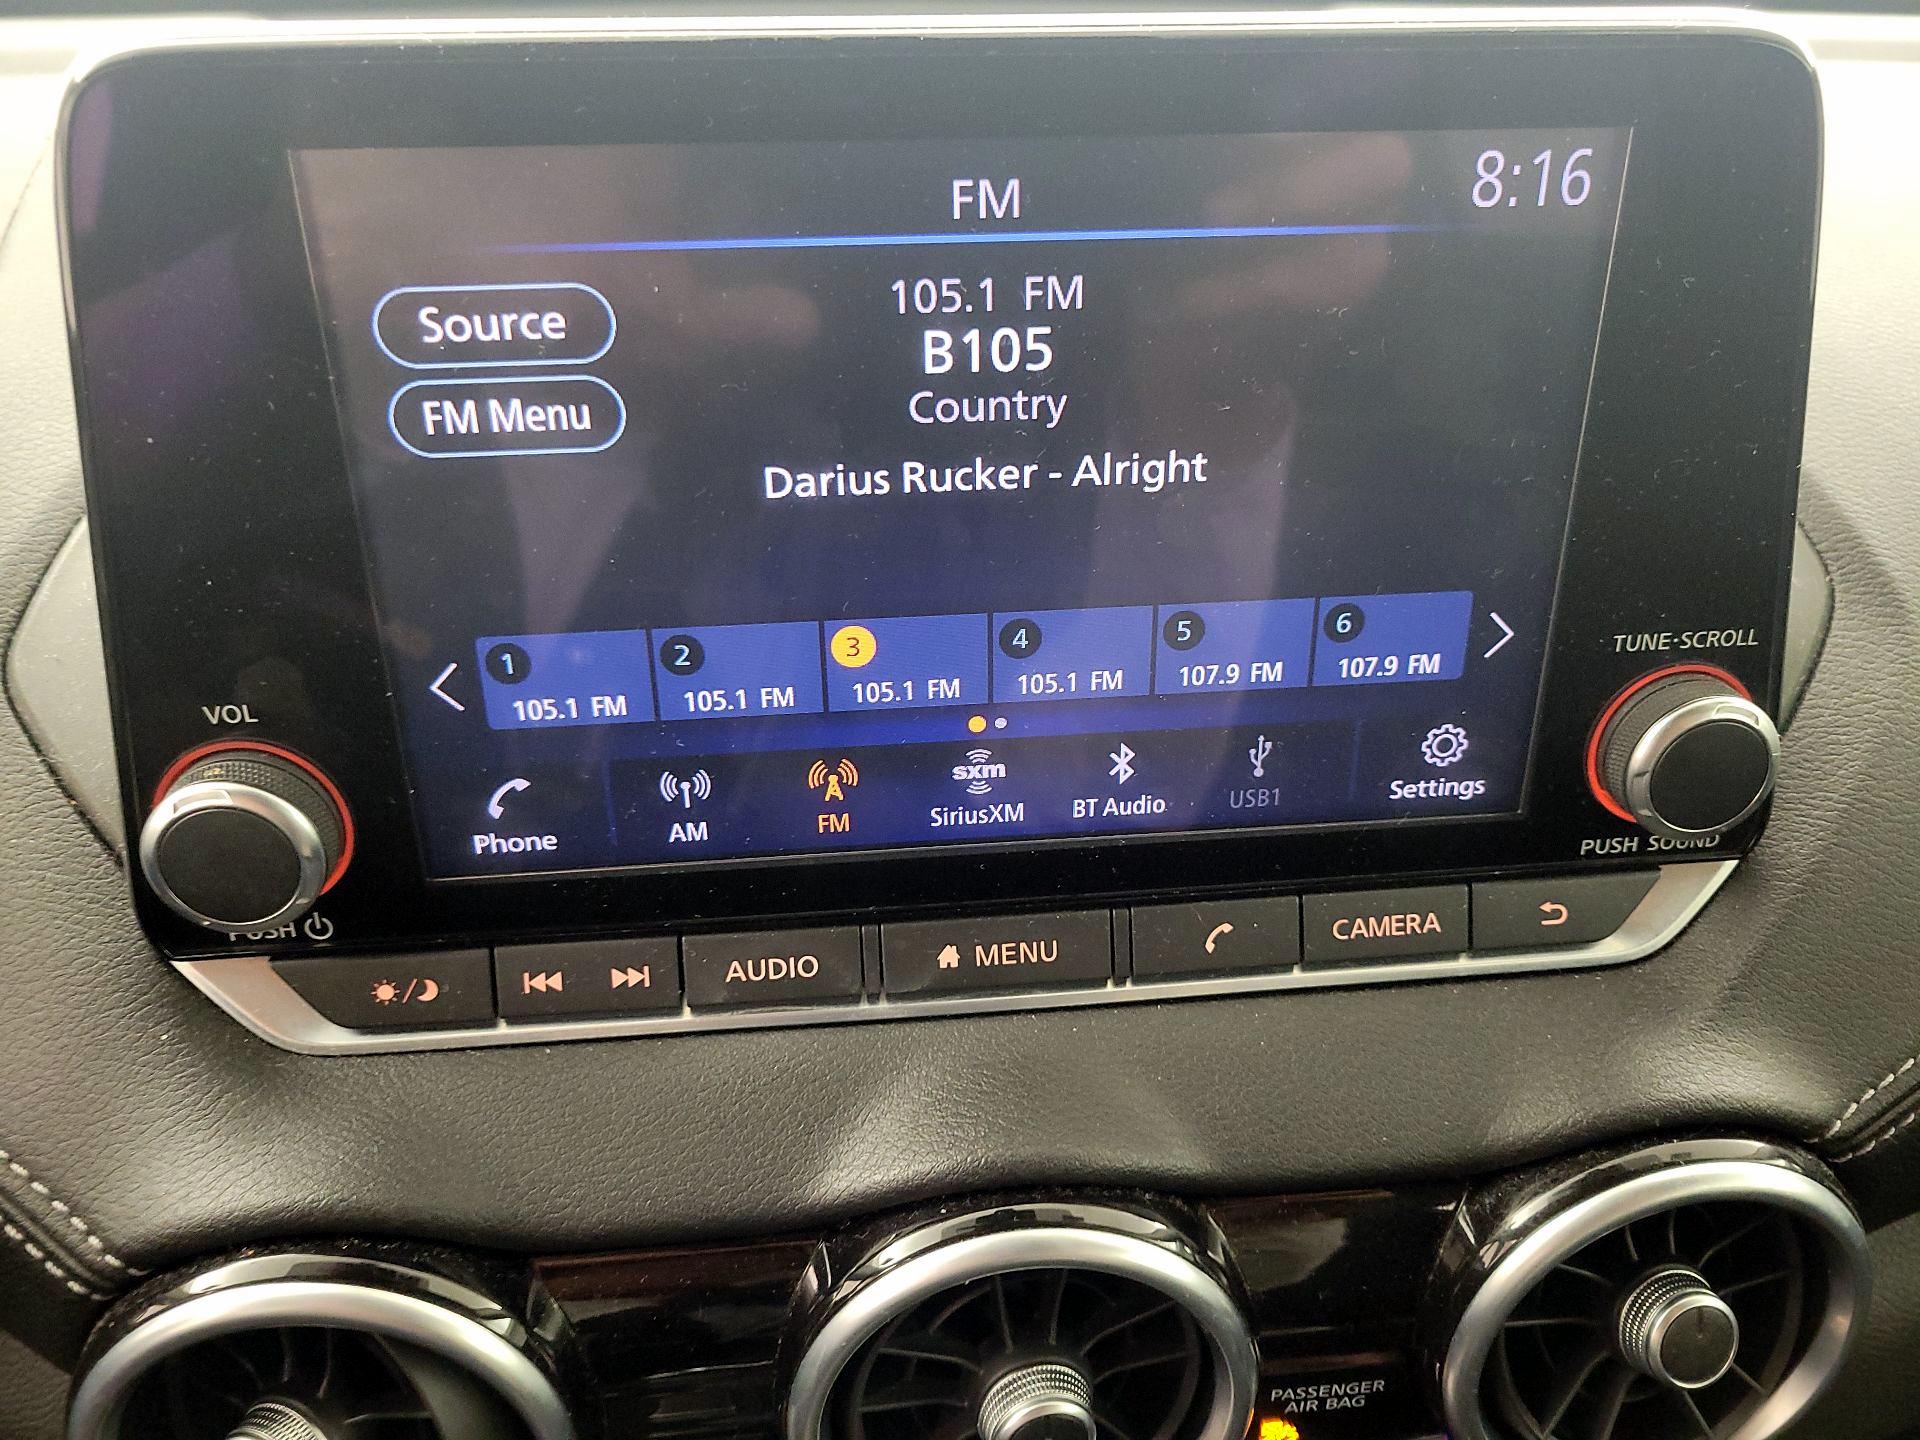 FM
8:16
Source
FM Menu
105.1 FM
B105
Country
Darius Rucker - Alright
1
105.1 FM
2
105.1 FM
3
105.1 FM
4
105.1 FM
5
107.9 FM
6
107.9 FM
Phone
AM
FM
sxm
SiriusXM
BT Audio
USB1
Settings
VOL
PUSH
TUNE·SCROLL
PUSH SOUND
AUDIO
MENU
CAMERA
PASSENGER
AIR BAG